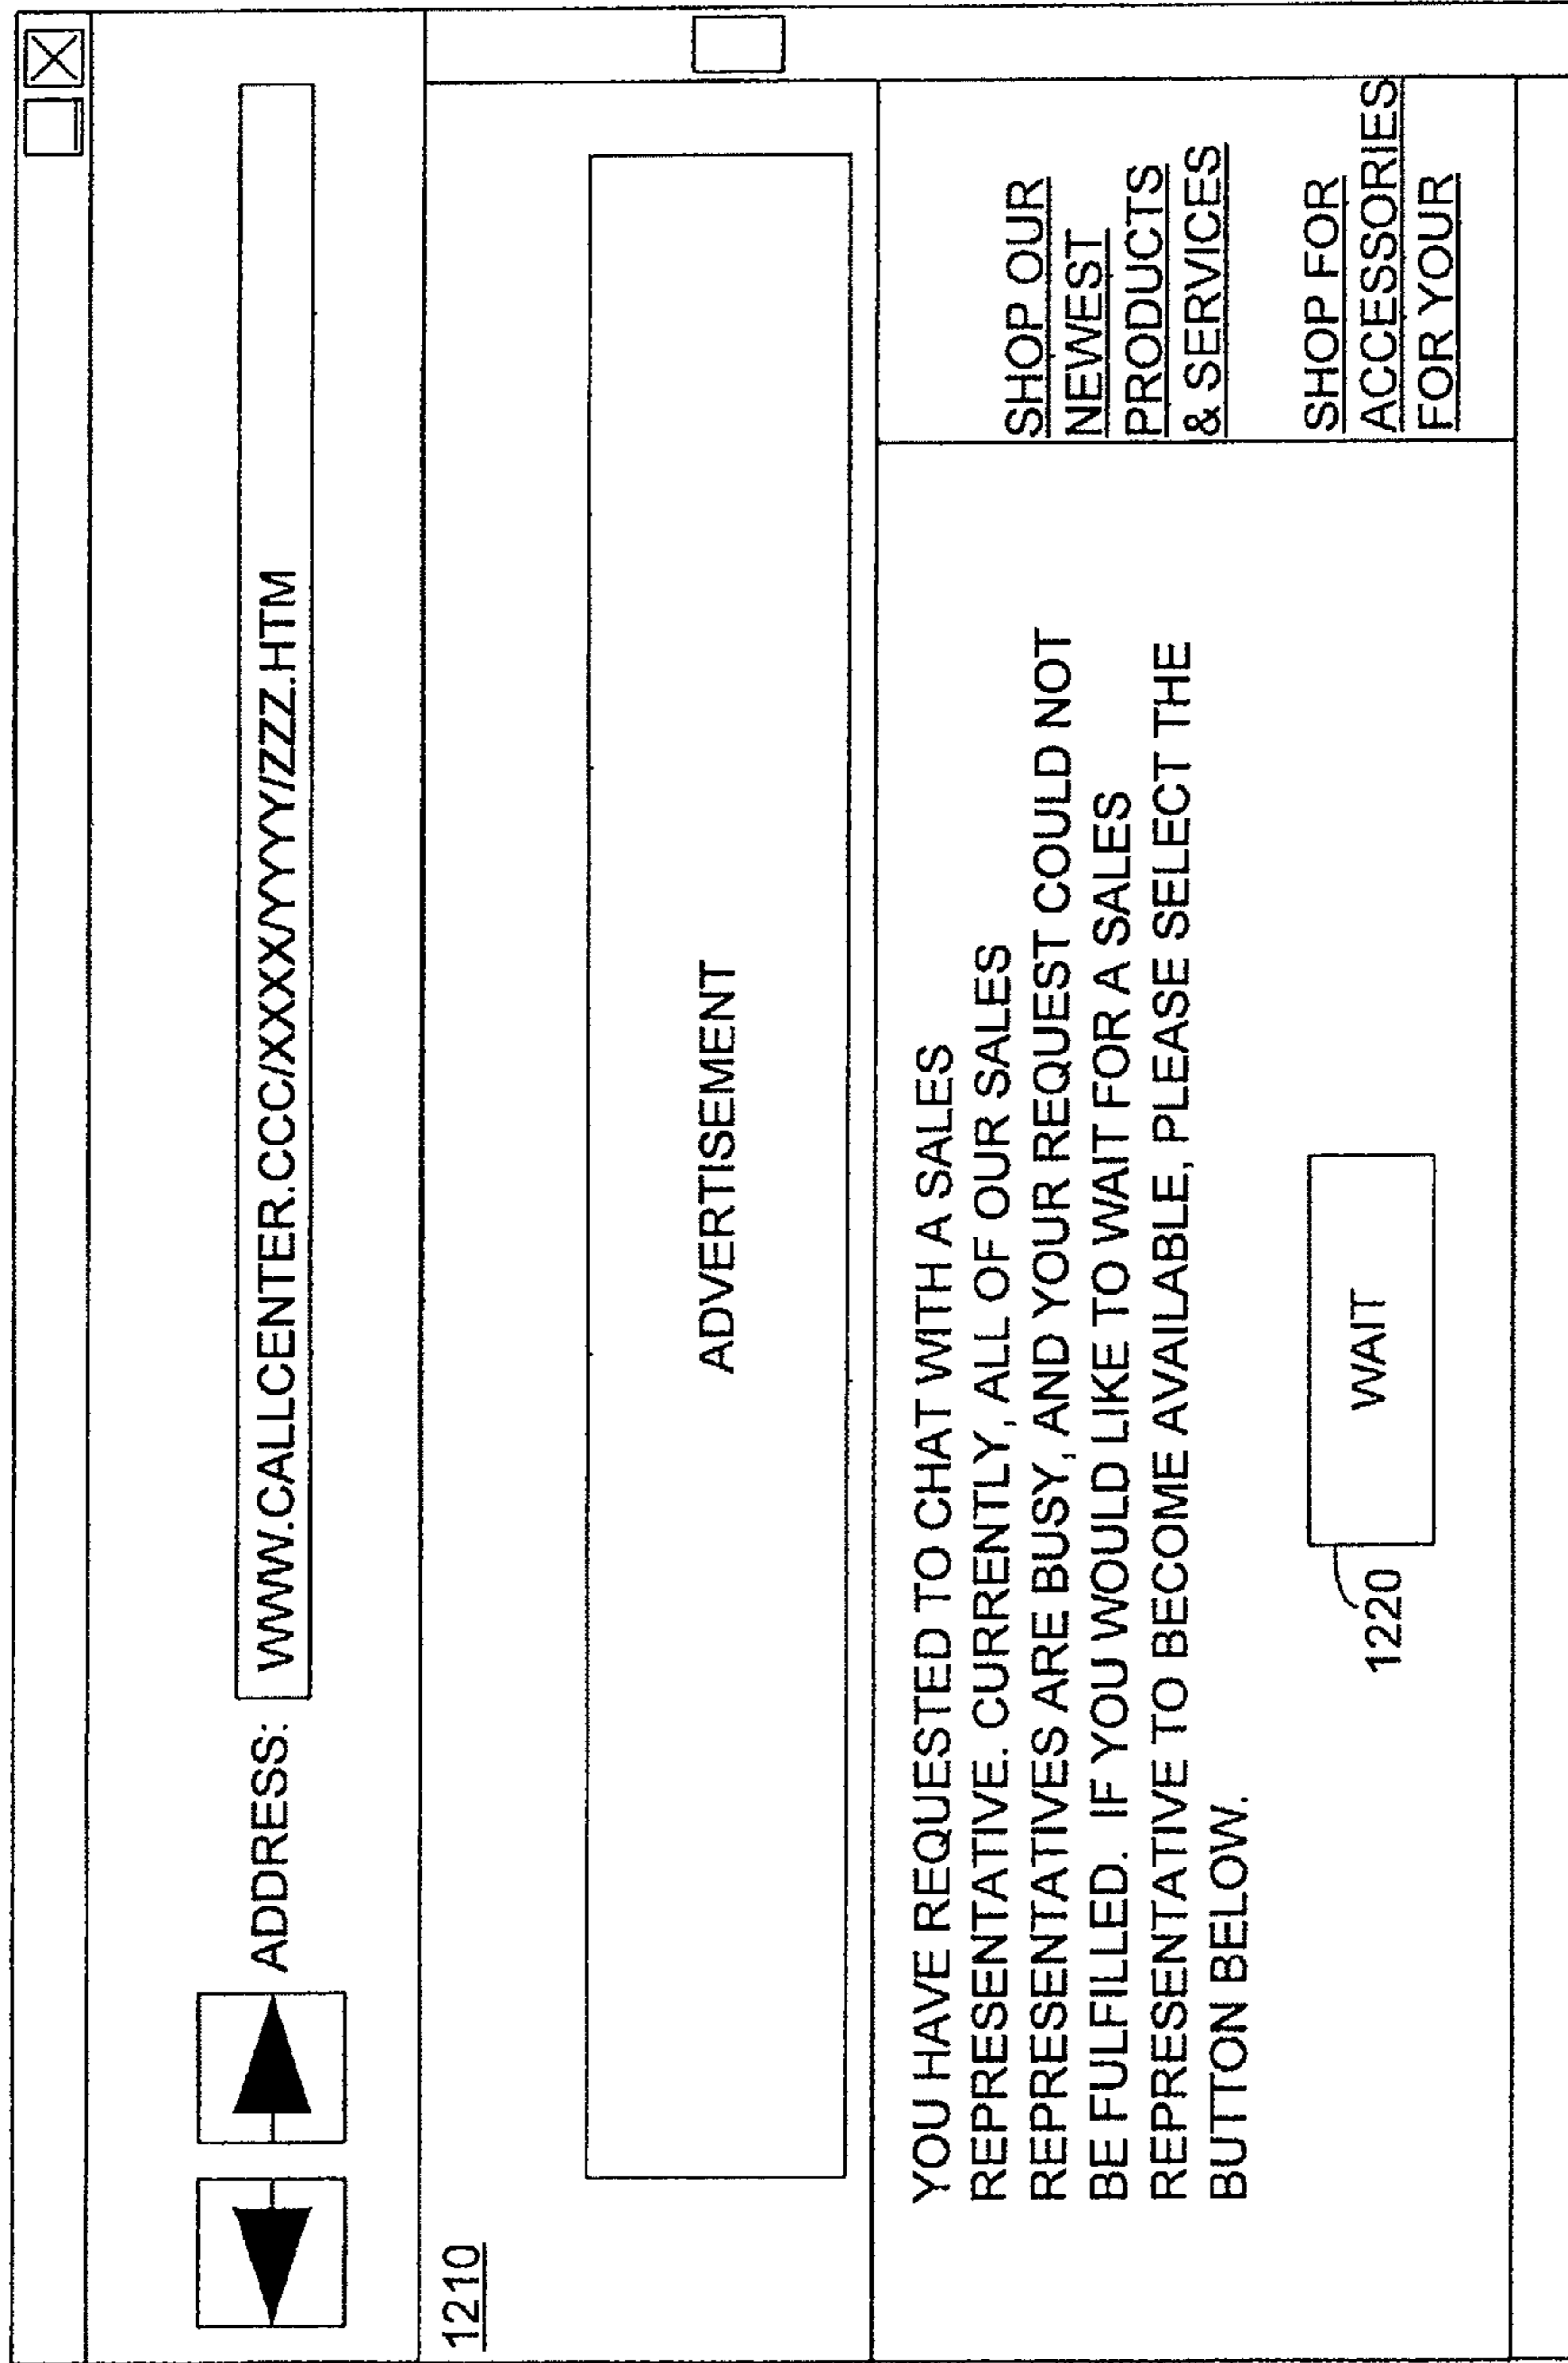 ADDRESS: WWW.CALLCENTER.CCC/XXXX/YYYY/ZZZ.HTM
1210
ADVERTISEMENT
YOU HAVE REQUESTED TO CHAT WITH A SALES
REPRESENTATIVE. CURRENTLY, ALL OF OUR SALES
REPRESENTATIVES ARE BUSY, AND YOUR REQUEST COULD NOT
BE FULFILLED. IF YOU WOULD LIKE TO WAIT FOR A SALES
REPRESENTATIVE TO BECOME AVAILABLE, PLEASE SELECT THE
BUTTON BELOW.
WAIT
1220
SHOP OUR
NEWEST
PRODUCTS
& SERVICES
SHOP FOR
ACCESSORIES
FOR YOUR